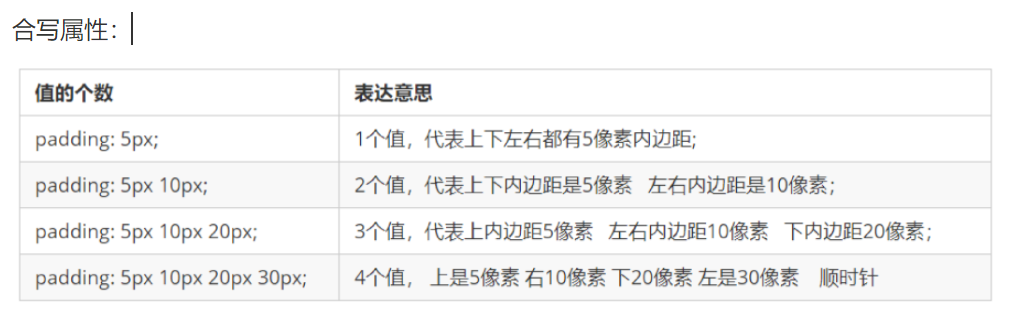 合写属性：
值的个数 表达意思
padding: 5px; 1个值，代表上下左右都有5像素内边距;
padding: 5px 10px; 2个值，代表上下内边距是5像素 左右内边距是10像素；
padding: 5px 10px 20px; 3个值，代表上内边距5像素 左右内边距10像素 下内边距20像素；
padding: 5px 10px 20px 30px; 4个值， 上是5像素 右10像素 下20像素 左是30像素 顺时针